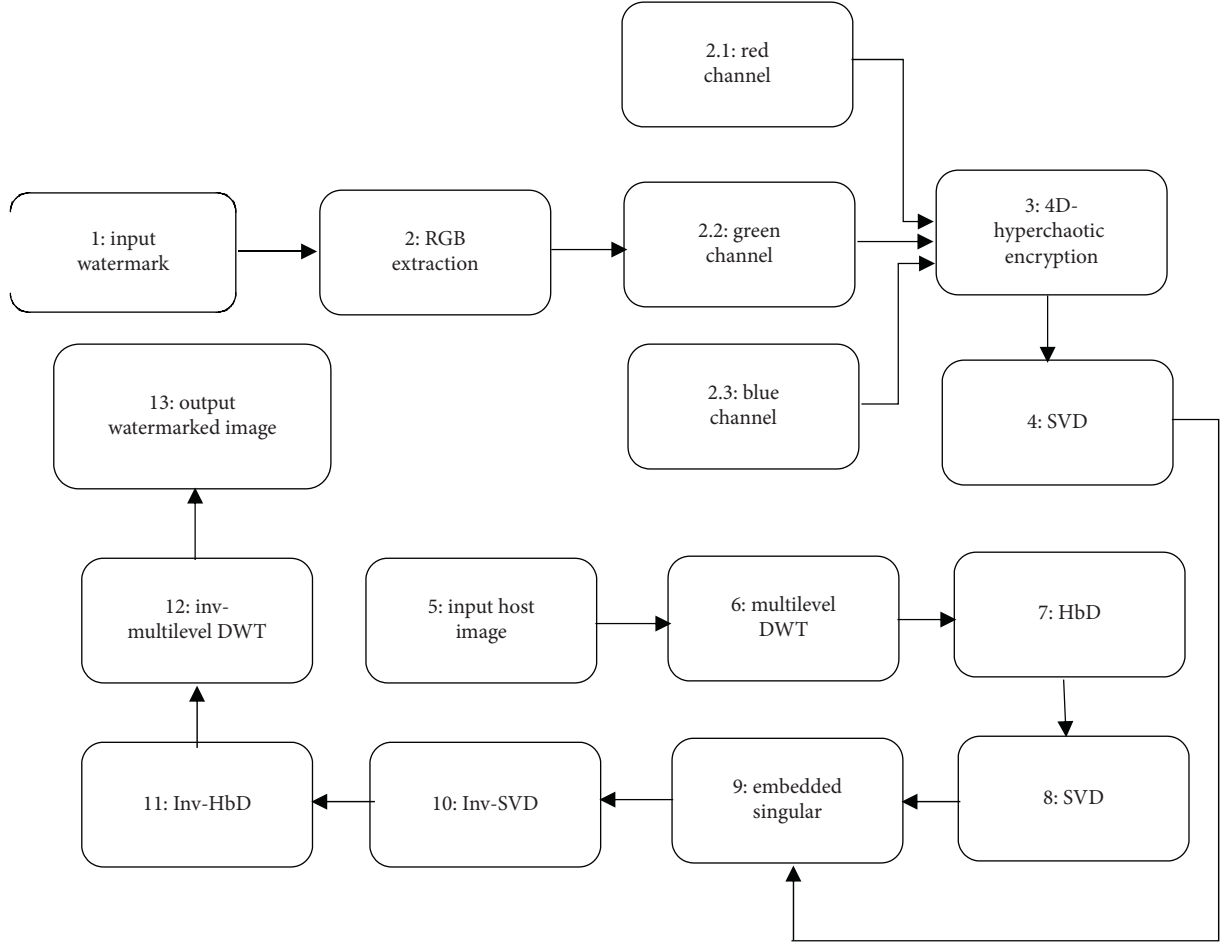 2.1: red
channel
1: input
watermark
2: RGB
extraction
2.2: green
channel
3: 4D-
hyperchaotic
encryption
2.3: blue
channel
4: SVD
13: output
watermarked image
12: inv-
multilevel DWT
5: input host
image
6: multilevel
DWT
7: HbD
11: Inv-HbD
10: Inv-SVD
9: embedded
singular
8: SVD